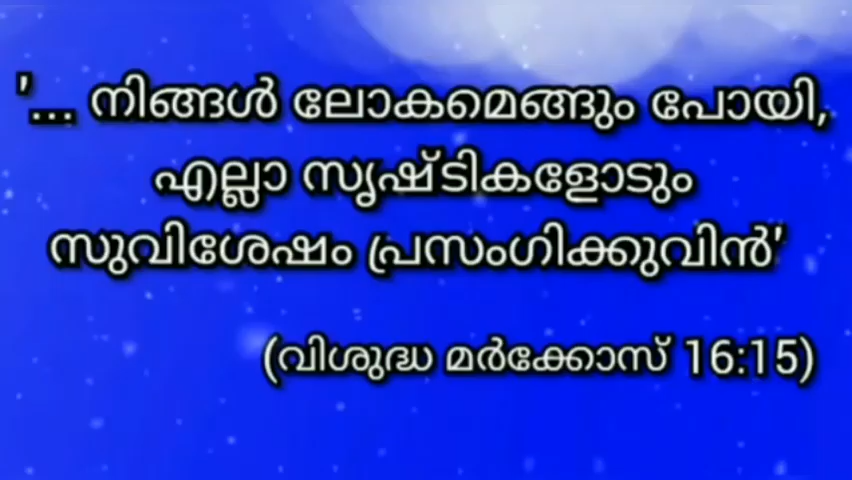 '... നിങ്ങൾ ലോകമെങ്ങും പോയി,
എല്ലാ സൃഷ്ടികളോടും
സുവിശേഷം പ്രസംഗിക്കുവിൻ'
(വിശുദ്ധ മർക്കോസ് 16:15)